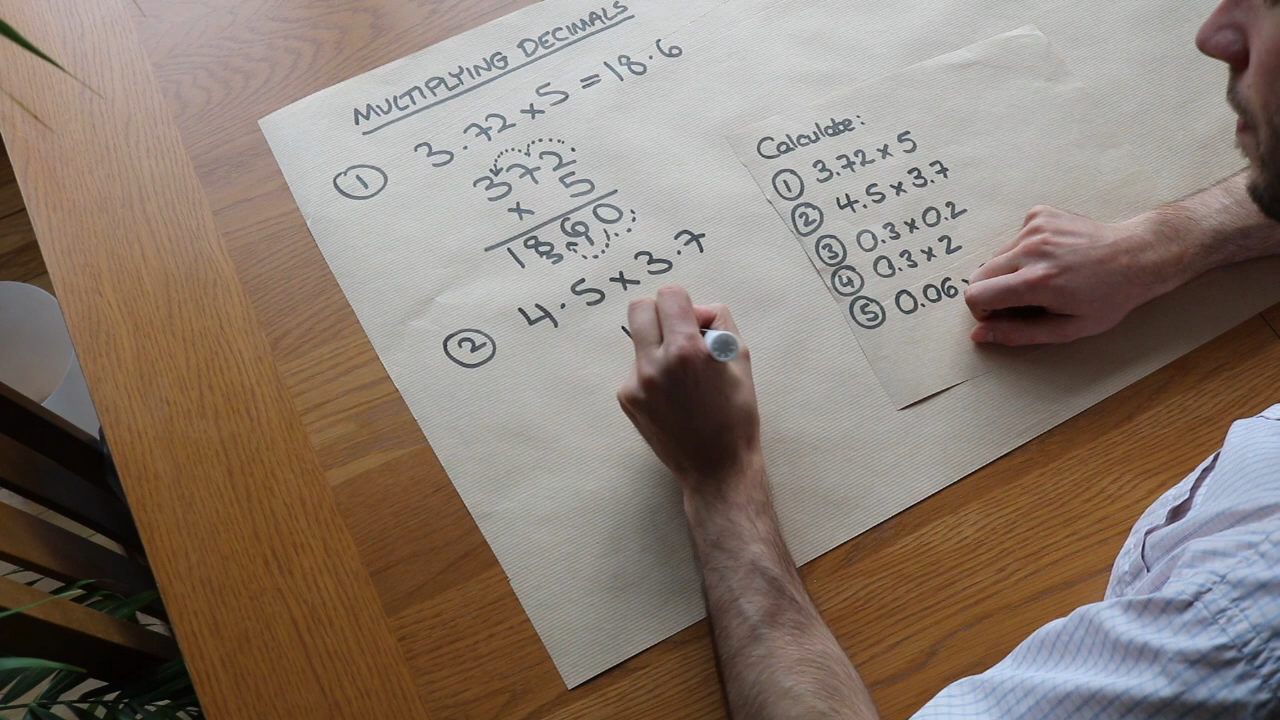 MULTIPLYING DECIMALS
① 3.72 × 5 = 18.6
372
× 5
1860
② 4.5 × 3.7
Calculate:
① 3.72 × 5
② 4.5 × 3.7
③ 0.3 × 0.2
④ 0.3 × 2
⑤ 0.06